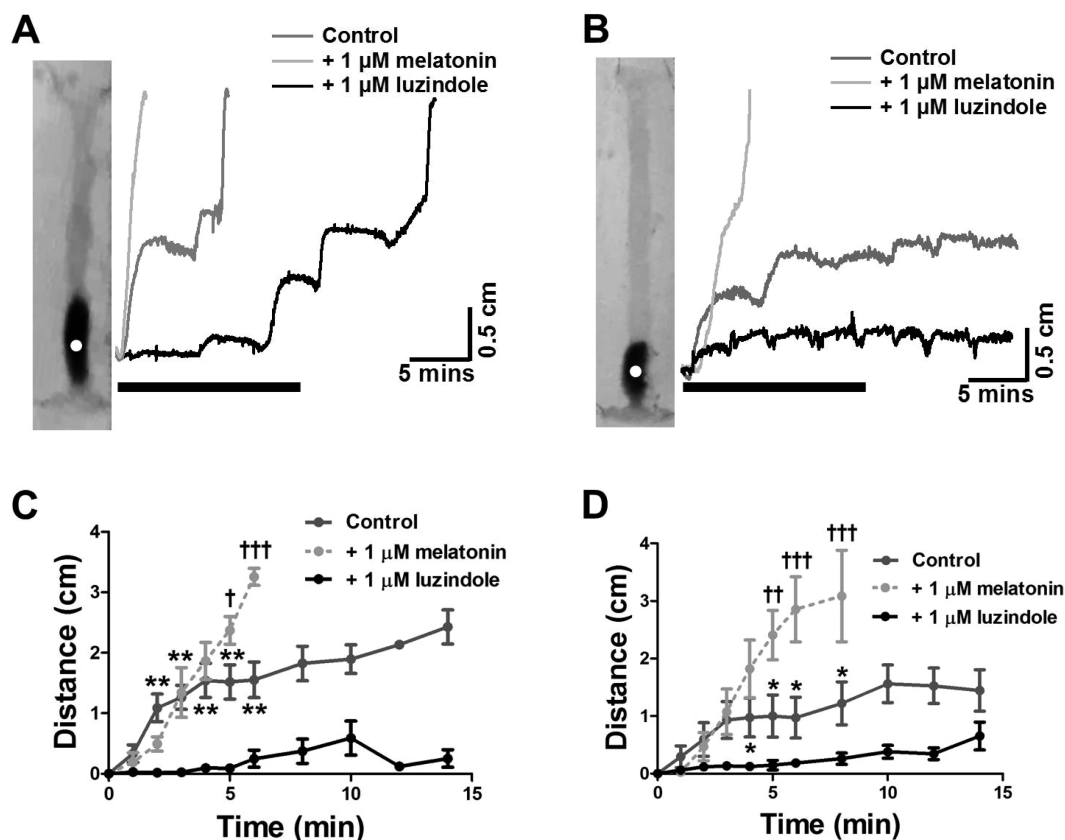 A
Control
+ 1 µM melatonin
+ 1 µM luzindole
0.5 cm
5 mins
B
Control
+ 1 µM melatonin
+ 1 µM luzindole
0.5 cm
5 mins
C
Control
+ 1 µM melatonin
+ 1 µM luzindole
Distance (cm)
4
3
2
1
0
†††
†
**
**
**
**
**
0
5
10
15
Time (min)
D
Control
+ 1 µM melatonin
+ 1 µM luzindole
Distance (cm)
4
3
2
1
0
†††
†††
††
*
*
*
*
0
5
10
15
Time (min)